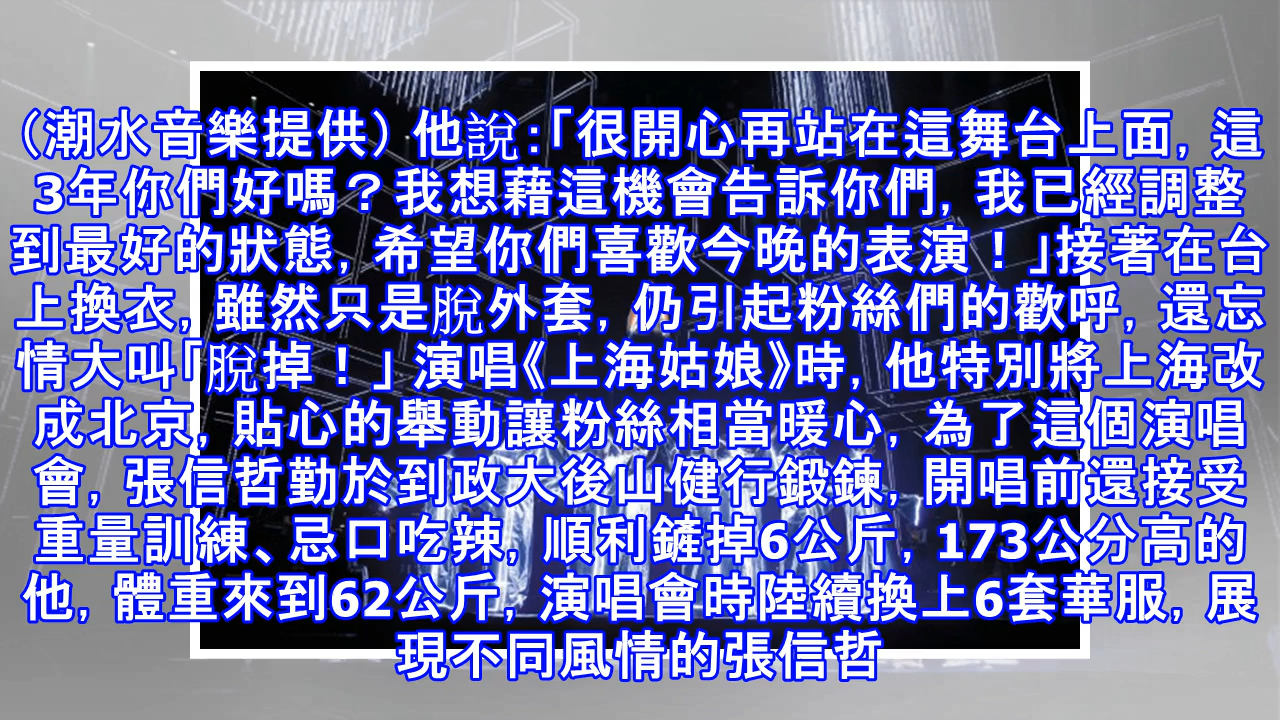 (潮水音樂提供) 他說:「很開心再站在這舞台上面, 這
3年你們好嗎？我想藉這機會告訴你們, 我已經調整
到最好的狀態, 希望你們喜歡今晚的表演！」接著在台
上換衣, 雖然只是脫外套, 仍引起粉絲們的歡呼, 還忘
情大叫「脫掉！」 演唱《上海姑娘》時, 他特別將上海改
成北京, 貼心的舉動讓粉絲相當暖心, 為了這個演唱
會, 張信哲勤於到政大後山健行鍛鍊, 開唱前還接受
重量訓練、忌口吃辣, 順利鏟掉6公斤, 173公分高的
他, 體重來到62公斤, 演唱會時陸續換上6套華服, 展
現不同風情的張信哲